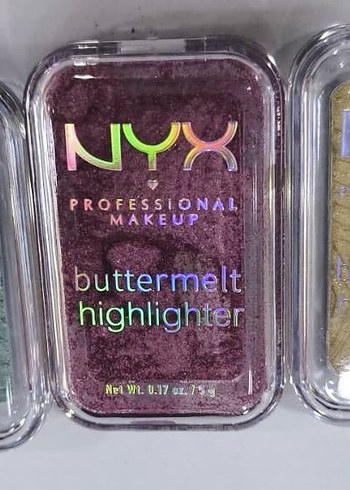 NYX
PROFESSIONAL
MAKEUP
buttermelt
highlighter
Net Wt. 0.17 oz. / 5 g